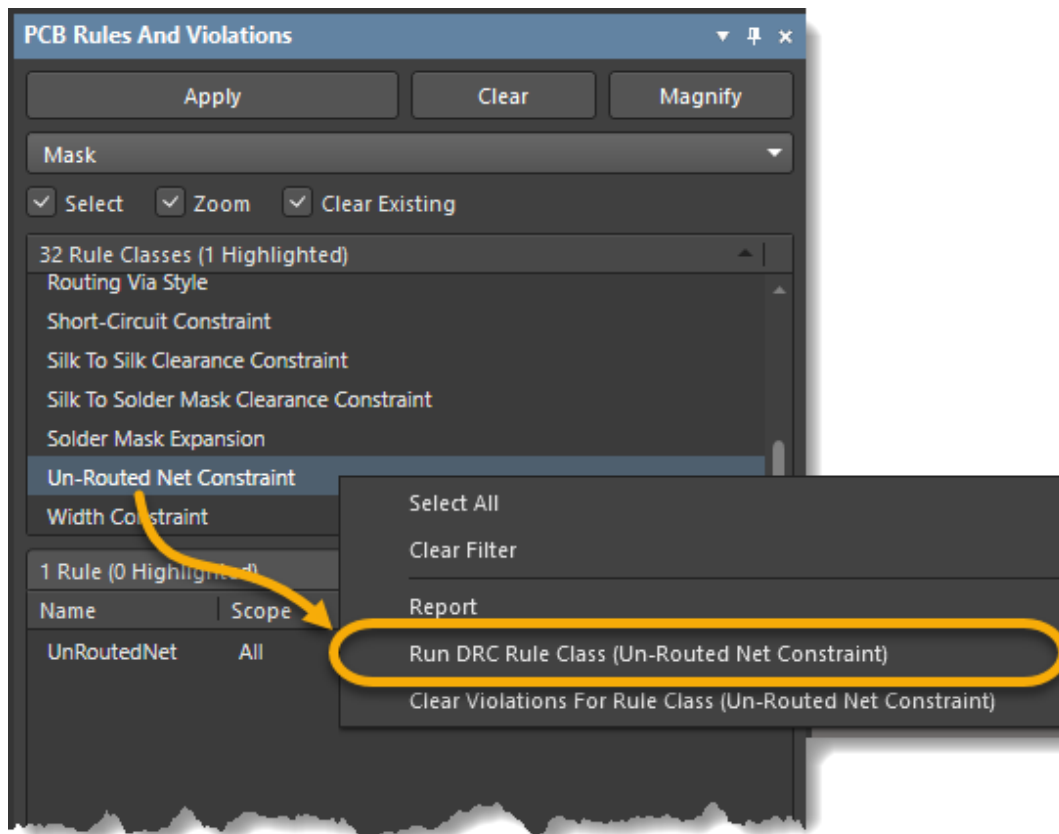 PCB Rules And Violations
Apply Clear Magnify
Mask
Select Zoom Clear Existing
32 Rule Classes (1 Highlighted)
Routing Via Style
Short-Circuit Constraint
Silk To Silk Clearance Constraint
Silk To Solder Mask Clearance Constraint
Solder Mask Expansion
Un-Routed Net Constraint
Width Constraint
Select All
Clear Filter
1 Rule (0 Highlighted)
Name Scope
Report
UnRoutedNet All
Run DRC Rule Class (Un-Routed Net Constraint)
Clear Violations For Rule Class (Un-Routed Net Constraint)